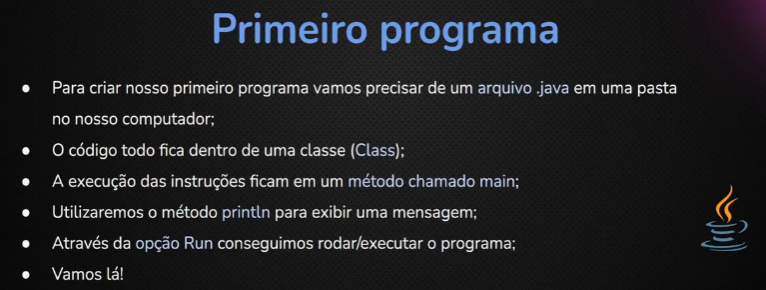 Primeiro programa
● Para criar nosso primeiro programa vamos precisar de um arquivo .java em uma pasta
no nosso computador;
● O código todo fica dentro de uma classe (Class);
● A execução das instruções ficam em um método chamado main;
● Utilizaremos o método println para exibir uma mensagem;
● Através da opção Run conseguimos rodar/executar o programa;
● Vamos lá!